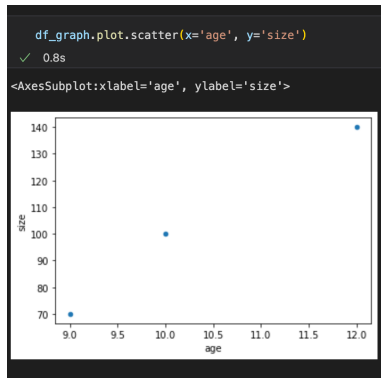 df_graph.plot.scatter(x='age', y='size')
✓ 0.8s
<AxesSubplot:xlabel='age', ylabel='size'>
140
130
120
110
100
90
80
70
size
9.0 9.5 10.0 10.5 11.0 11.5 12.0
age